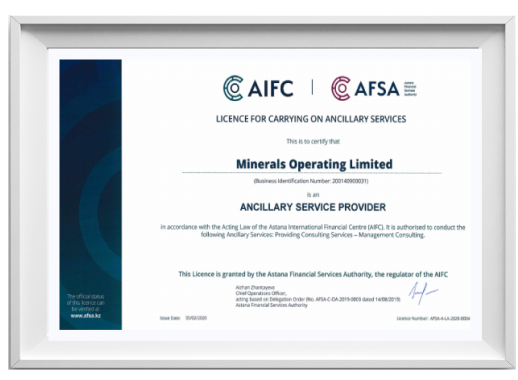 AIFC | AFSA Astana Financial Services Authority
LICENCE FOR CARRYING ON ANCILLARY SERVICES
This is to certify that
Minerals Operating Limited
(Business Identification Number: 200140900031)
is an
ANCILLARY SERVICE PROVIDER
in accordance with the Acting Law of the Astana International Financial Centre (AIFC). It is authorised to conduct the
following Ancillary Services: Providing Consulting Services – Management Consulting.
This Licence is granted by the Astana Financial Services Authority, the regulator of the AIFC
Aizhan Zhantayeva
Chief Operations Officer,
acting based on Delegation Order (No. AFSA-C-DA-2019-0003 dated 14/08/2019)
Astana Financial Services Authority
The official status
of this licence can
be verified at
www.afsa.kz
Issue Date: 05/02/2020
Licence Number: AFSA-A-LA-2020-0004